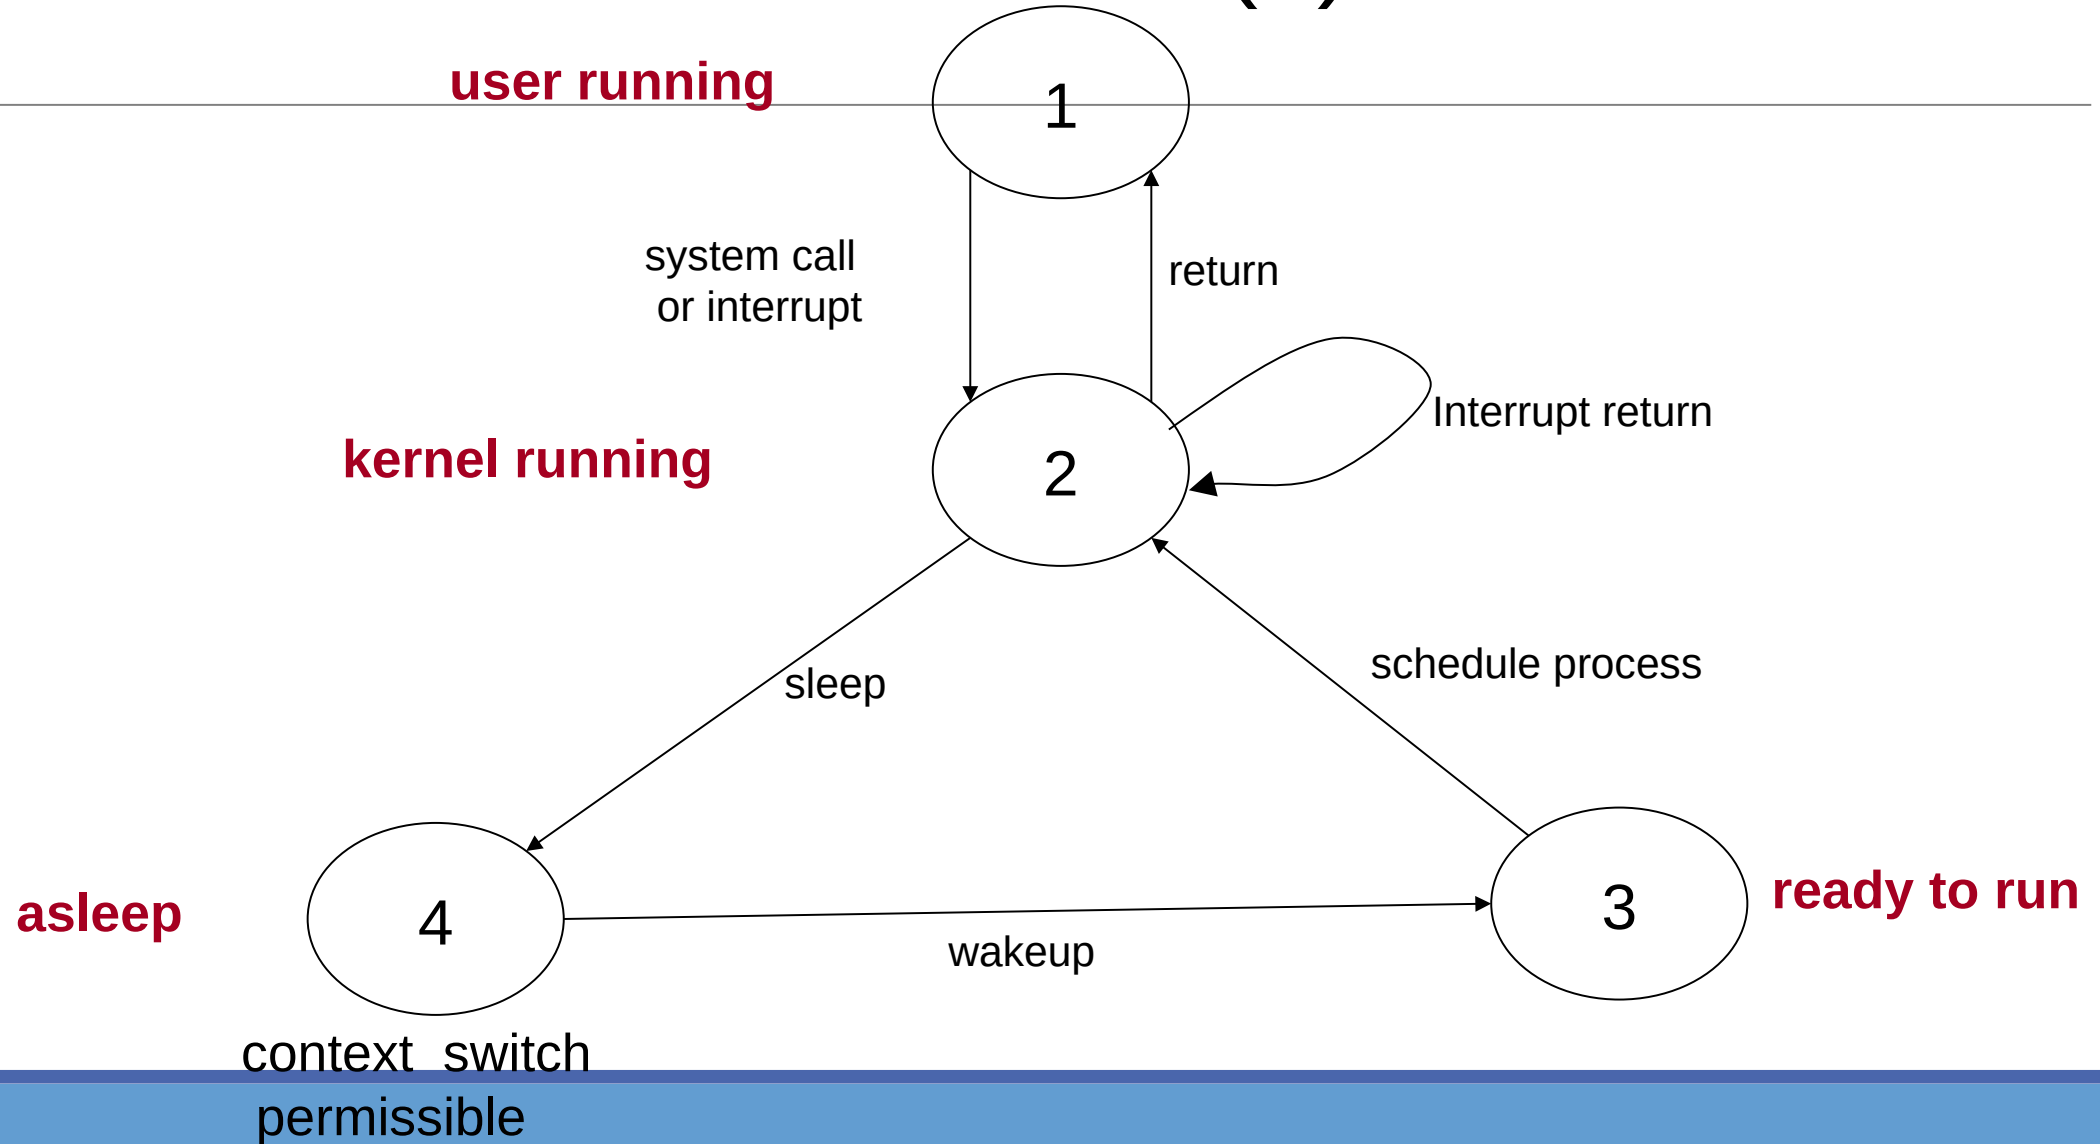 user running
1
system call
or interrupt
return
Interrupt return
kernel running
2
sleep
schedule process
asleep
4
3
ready to run
wakeup
context  switch
permissible